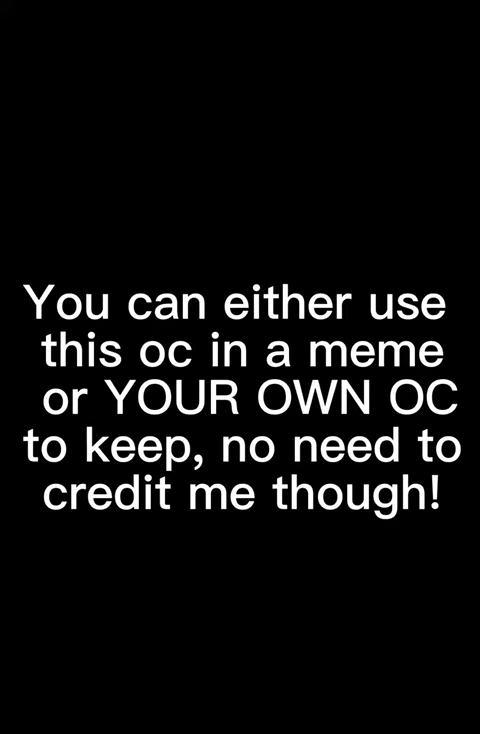 You can either use
this oc in a meme
or YOUR OWN OC
to keep, no need to
credit me though!